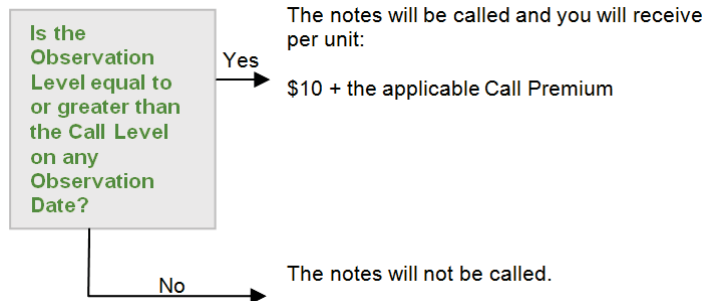 Is the
Observation
Level equal to
or greater than
the Call Level
on any
Observation
Date?
Yes
The notes will be called and you will receive
per unit:
$10 + the applicable Call Premium
No
The notes will not be called.